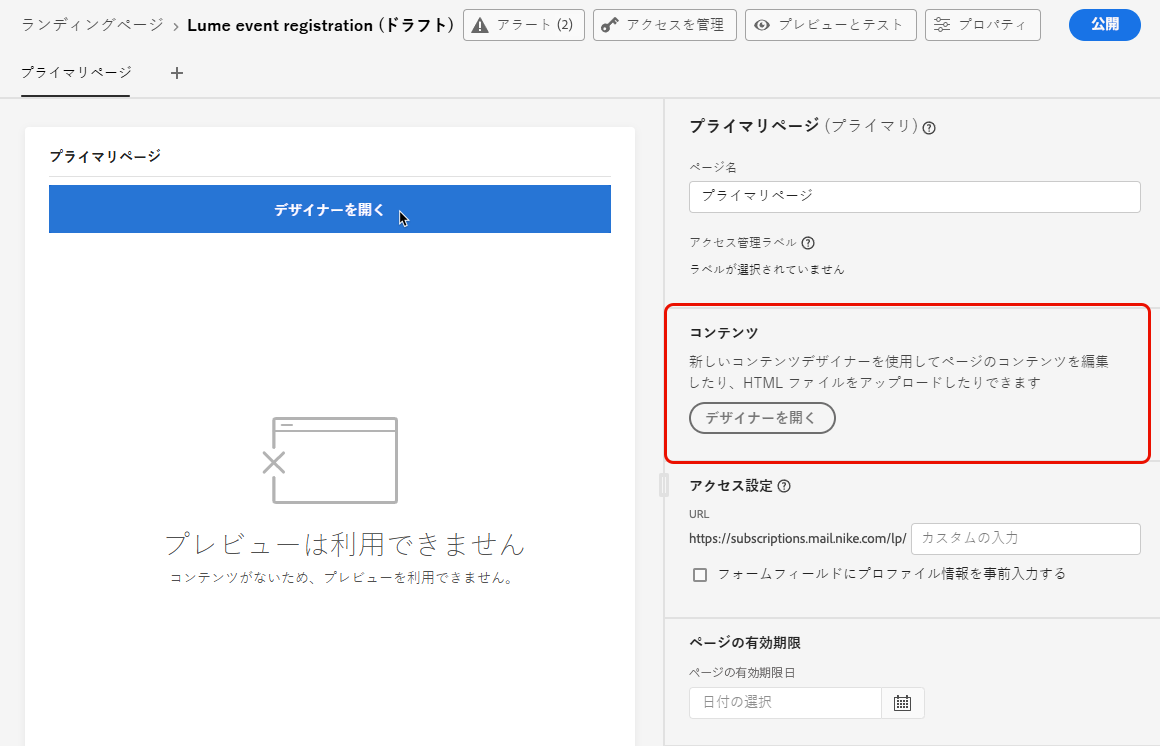 ランディングページ › Lume event registration (ドラフト) アラート (2) アクセスを管理 プレビューとテスト プロパティ 公開
プライマリページ +
プライマリページ
デザイナーを開く
プレビューは利用できません
コンテンツがないため、プレビューを利用できません。
プライマリページ (プライマリ)
ページ名
プライマリページ
アクセス管理ラベル
ラベルが選択されていません
コンテンツ
新しいコンテンツデザイナーを使用してページのコンテンツを編集
したり、HTML ファイルをアップロードしたりできます
デザイナーを開く
アクセス設定
URL
https://subscriptions.mail.nike.com/lp/ カスタムの入力
フォームフィールドにプロファイル情報を事前入力する
ページの有効期限
ページの有効期限日
日付の選択